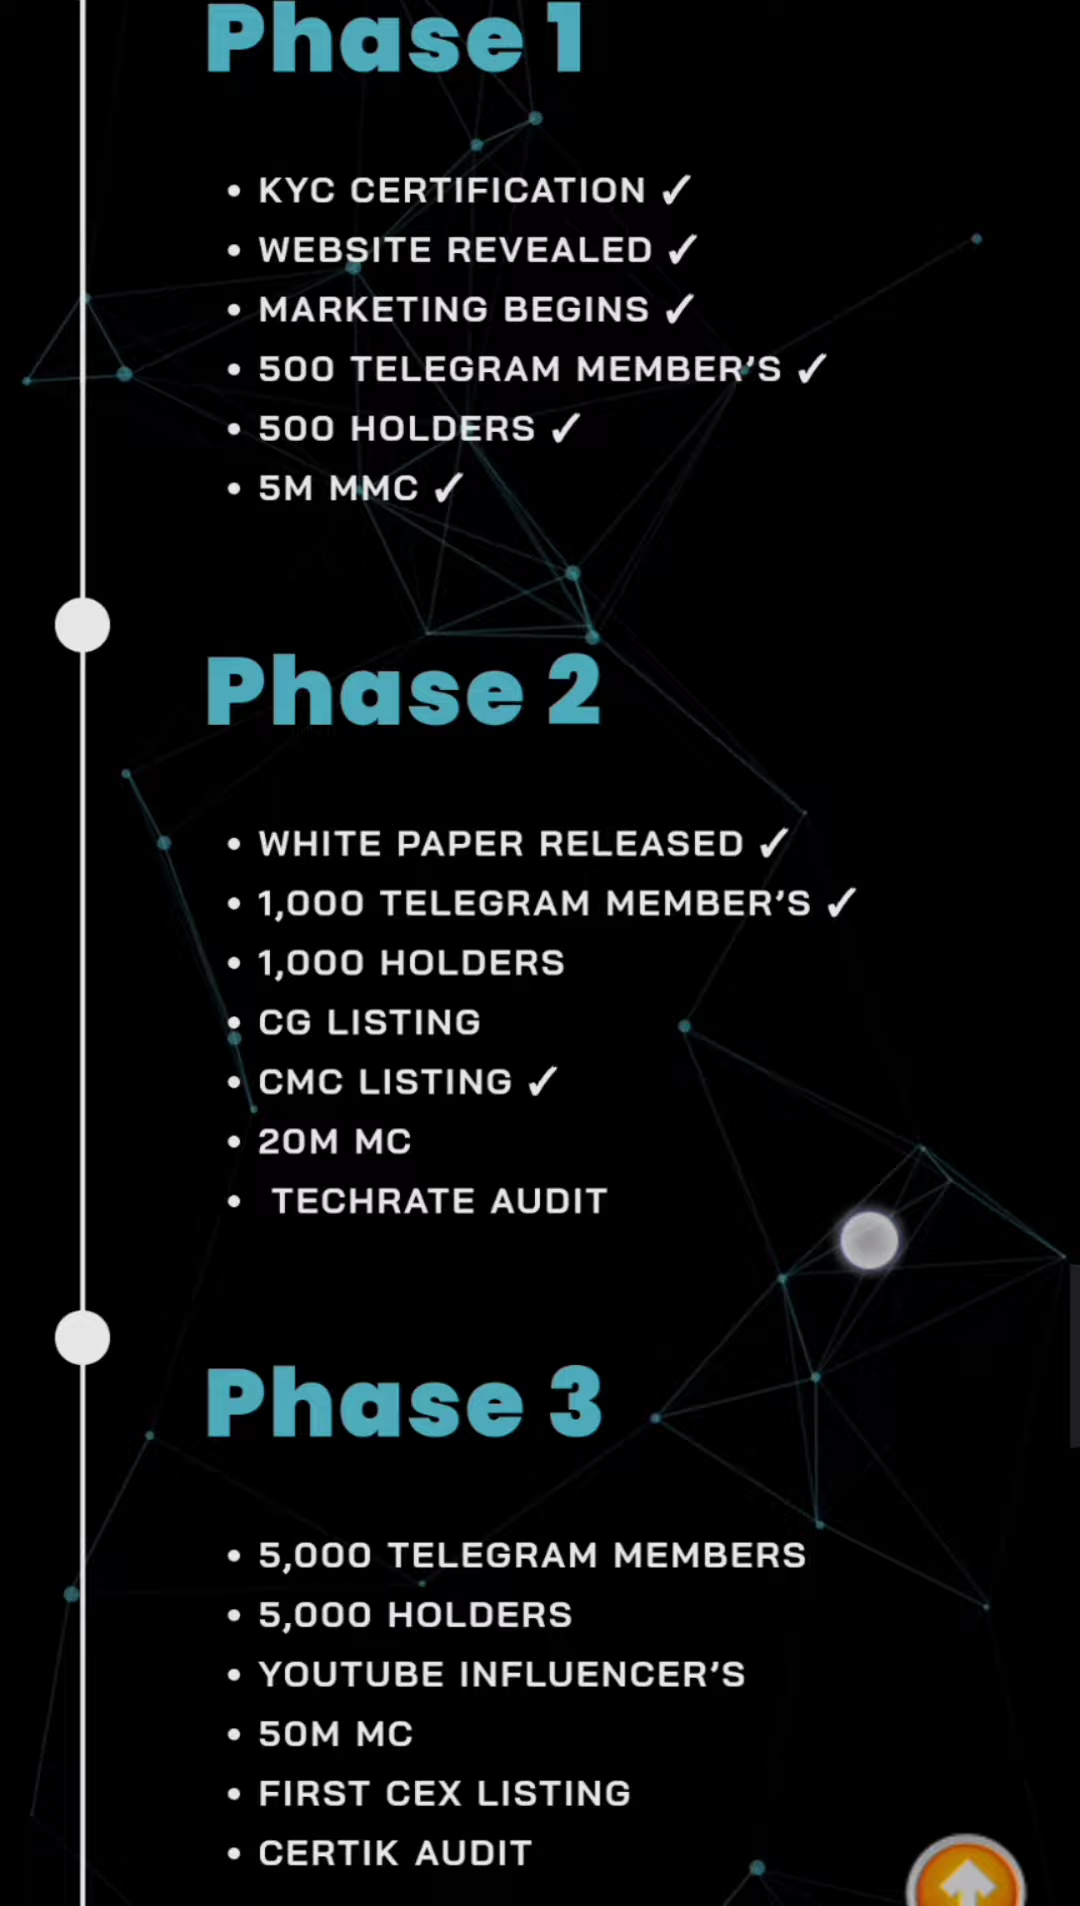 Phase 1
• KYC CERTIFICATION ✓
• WEBSITE REVEALED ✓
• MARKETING BEGINS ✓
• 500 TELEGRAM MEMBER’S ✓
• 500 HOLDERS ✓
• 5M MMC ✓
Phase 2
• WHITE PAPER RELEASED ✓
• 1,000 TELEGRAM MEMBER’S ✓
• 1,000 HOLDERS
• CG LISTING
• CMC LISTING ✓
• 20M MC
• TECHRATE AUDIT
Phase 3
• 5,000 TELEGRAM MEMBERS
• 5,000 HOLDERS
• YOUTUBE INFLUENCER’S
• 50M MC
• FIRST CEX LISTING
• CERTIK AUDIT